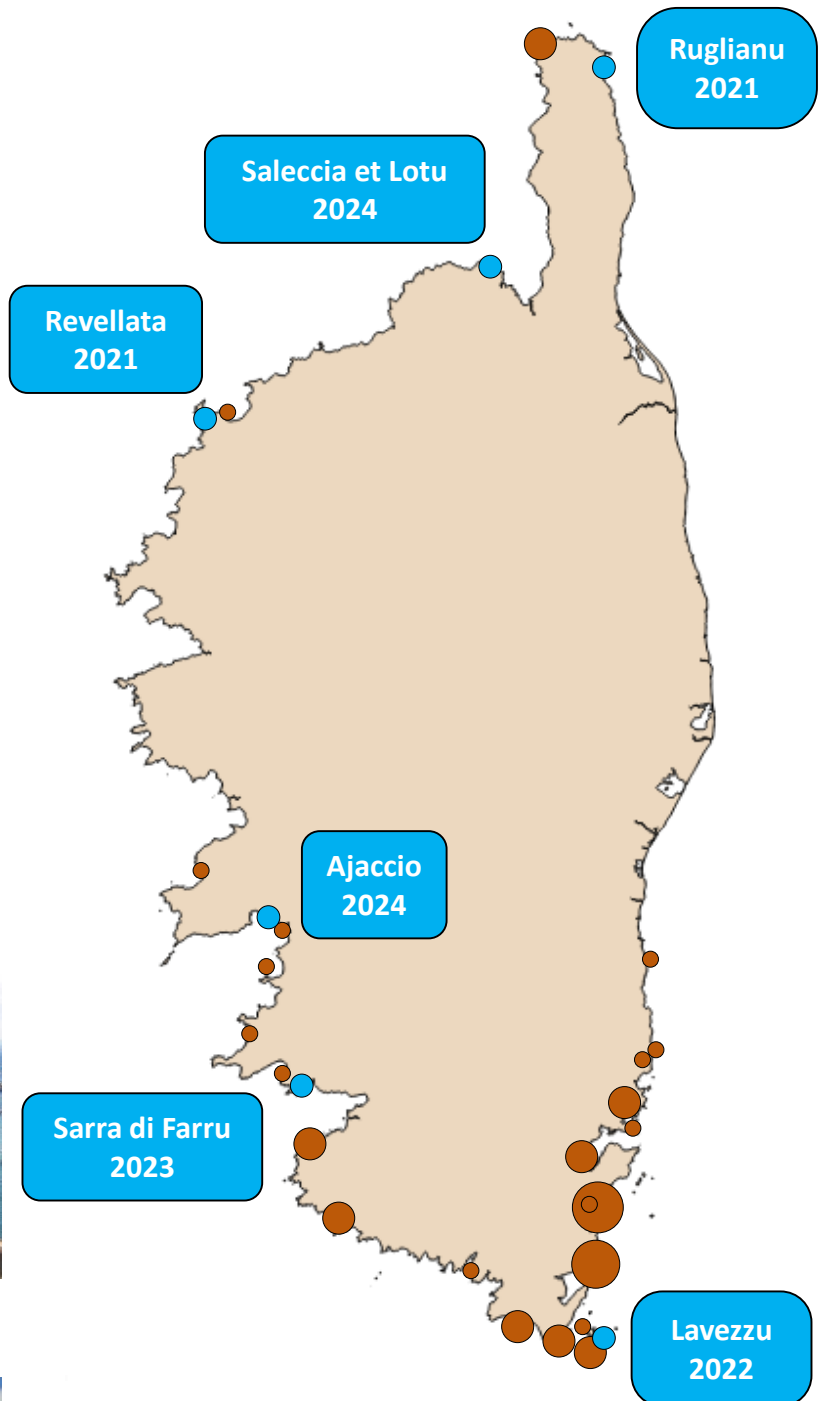 Ruglianu
2021
Saleccia et Lotu
2024
Revellata
2021
Ajaccio
2024
Sarra di Farru
2023
Lavezzu
2022